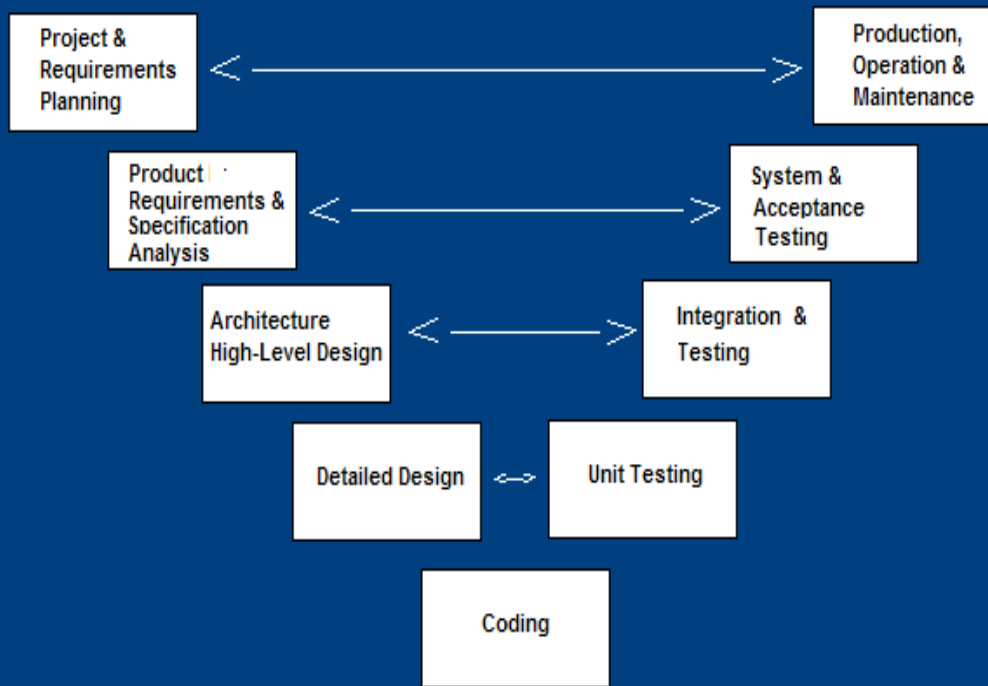 Project &
Requirements
Planning
Production,
Operation &
Maintenance
Product
Requirements &
Specification
Analysis
System &
Acceptance
Testing
Architecture
High-Level Design
Integration &
Testing
Detailed Design
Unit Testing
Coding